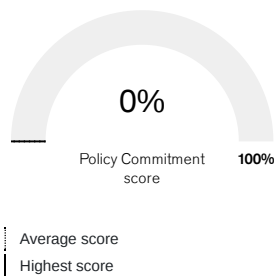 0%
Policy Commitment 100%
score
Average score
Highest score